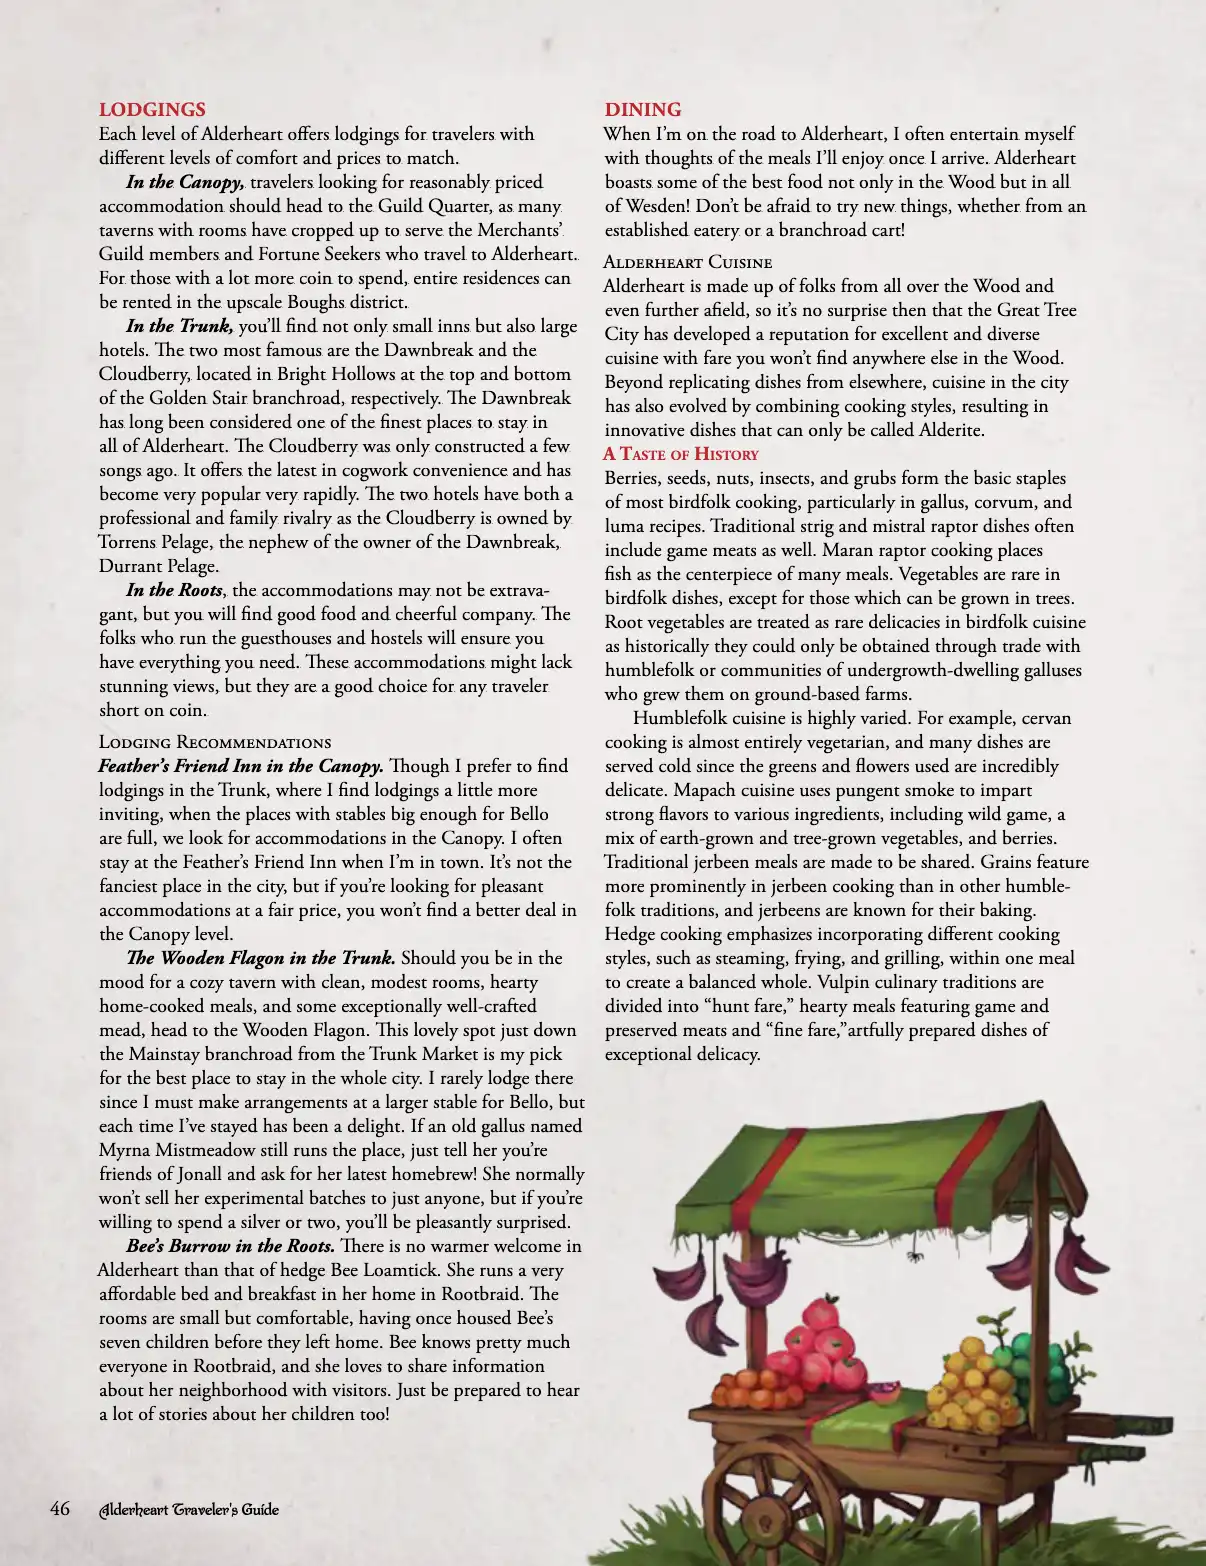 LODGINGS
Each level of Alderheart offers lodgings for travelers with
different levels of comfort and prices to match.
In the Canopy, travelers looking for reasonably priced
accommodation should head to the Guild Quarter, as many
taverns with rooms have cropped up to serve the Merchants'
Guild members and Fortune Seekers who travel to Alderheart.
For those with a lot more coin to spend, entire residences can
be rented in the upscale Boughs district.
In the Trunk, you'll find not only small inns but also large
hotels. The two most famous are the Dawnbreak and the
Cloudberry, located in Bright Hollows at the top and bottom
of the Golden Stair branchroad, respectively. The Dawnbreak
has long been considered one of the finest places to stay in
all of Alderheart. The Cloudberry was only constructed a few
songs ago. It offers the latest in cogwork convenience and has
become very popular very rapidly. The two hotels have both a
professional and family rivalry as the Cloudberry is owned by
Torrens Pelage, the nephew of the owner of the Dawnbreak,
Durrant Pelage.
In the Roots, the accommodations may not be extrava-
gant, but you will find good food and cheerful company. The
folks who run the guesthouses and hostels will ensure you
have everything you need. These accommodations might lack
stunning views, but they are a good choice for any traveler
short on coin.
Lodging Recommendations
Feather's Friend Inn in the Canopy. Though I prefer to find
lodgings in the Trunk, where I find lodgings a little more
inviting, when the places with stables big enough for Bello
are full, we look for accommodations in the Canopy. I often
stay at the Feather's Friend Inn when I'm in town. It's not the
fanciest place in the city, but if you're looking for pleasant
accommodations at a fair price, you won't find a better deal in
the Canopy level.
The Wooden Flagon in the Trunk. Should you be in the
mood for a cozy tavern with clean, modest rooms, hearty
home-cooked meals, and some exceptionally well-crafted
mead, head to the Wooden Flagon. This lovely spot just down
the Mainstay branchroad from the Trunk Market is my pick
for the best place to stay in the whole city. I rarely lodge there
since I must make arrangements at a larger stable for Bello, but
each time I've stayed has been a delight. If an old gallus named
Myrna Mistmeadow still runs the place, just tell her you're
friends of Jonall and ask for her latest homebrew! She normally
won't sell her experimental batches to just anyone, but if you're
willing to spend a silver or two, you'll be pleasantly surprised.
Bee's Burrow in the Roots. There is no warmer welcome in
Alderheart than that of hedge Bee Loamtick. She runs a very
affordable bed and breakfast in her home in Rootbraid. The
rooms are small but comfortable, having once housed Bee's
seven children before they left home. Bee knows pretty much
everyone in Rootbraid, and she loves to share information
about her neighborhood with visitors. Just be prepared to hear
a lot of stories about her children too!
DINING
When I'm on the road to Alderheart, I often entertain myself
with thoughts of the meals I'll enjoy once I arrive. Alderheart
boasts some of the best food not only in the Wood but in all
of Wesden! Don't be afraid to try new things, whether from an
established eatery or a branchroad cart!
Alderheart Cuisine
Alderheart is made up of folks from all over the Wood and
even further afield, so it's no surprise then that the Great Tree
City has developed a reputation for excellent and diverse
cuisine with fare you won't find anywhere else in the Wood.
Beyond replicating dishes from elsewhere, cuisine in the city
has also evolved by combining cooking styles, resulting in
innovative dishes that can only be called Alderite.
A Taste of History
Berries, seeds, nuts, insects, and grubs form the basic staples
of most birdfolk cooking, particularly in gallus, corvum, and
luma recipes. Traditional strig and mistral raptor dishes often
include game meats as well. Maran raptor cooking places
fish as the centerpiece of many meals. Vegetables are rare in
birdfolk dishes, except for those which can be grown in trees.
Root vegetables are treated as rare delicacies in birdfolk cuisine
as historically they could only be obtained through trade with
humblefolk or communities of undergrowth-dwelling galluses
who grew them on ground-based farms.
Humblefolk cuisine is highly varied. For example, cervan
cooking is almost entirely vegetarian, and many dishes are
served cold since the greens and flowers used are incredibly
delicate. Mapach cuisine uses pungent smoke to impart
strong flavors to various ingredients, including wild game, a
mix of earth-grown and tree-grown vegetables, and berries.
Traditional jerbeen meals are made to be shared. Grains feature
more prominently in jerbeen cooking than in other humble-
folk traditions, and jerbeens are known for their baking.
Hedge cooking emphasizes incorporating different cooking
styles, such as steaming, frying, and grilling, within one meal
to create a balanced whole. Vulpin culinary traditions are
divided into “hunt fare,” hearty meals featuring game and
preserved meats and “fine fare,”artfully prepared dishes of
exceptional delicacy.
46 Alderheart Traveler's Guide